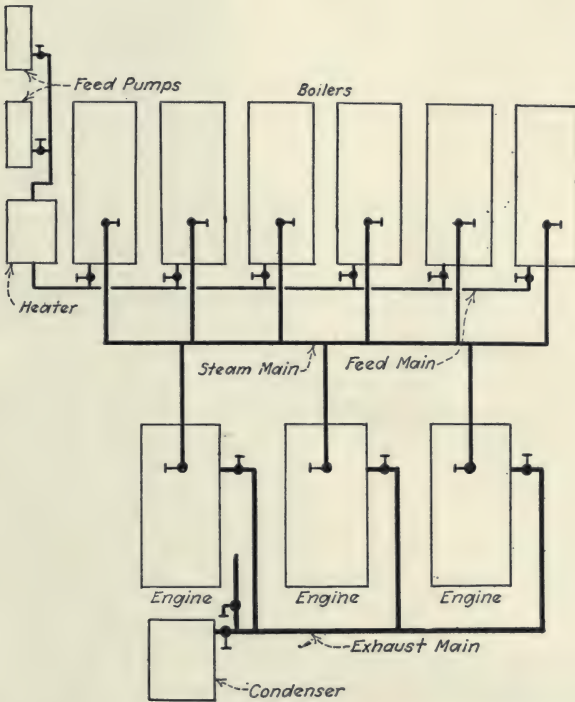 Feed Pumps
Boilers
Heater
Steam Main
Feed Main
Engine
Engine
Engine
Exhaust Main
Condenser